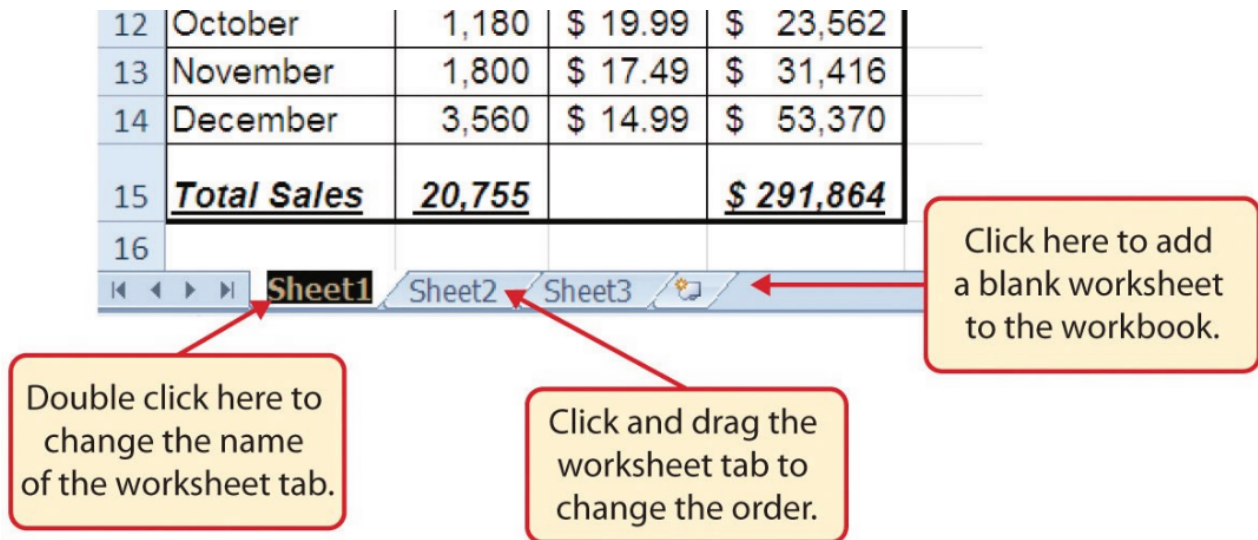 12 October 1,180 $ 19.99 $ 23,562
13 November 1,800 $ 17.49 $ 31,416
14 December 3,560 $ 14.99 $ 53,370
15 Total Sales 20,755 $ 291,864
16
Sheet1 Sheet2 Sheet3
Click here to add
a blank worksheet
to the workbook.
Double click here to
change the name
of the worksheet tab.
Click and drag the
worksheet tab to
change the order.